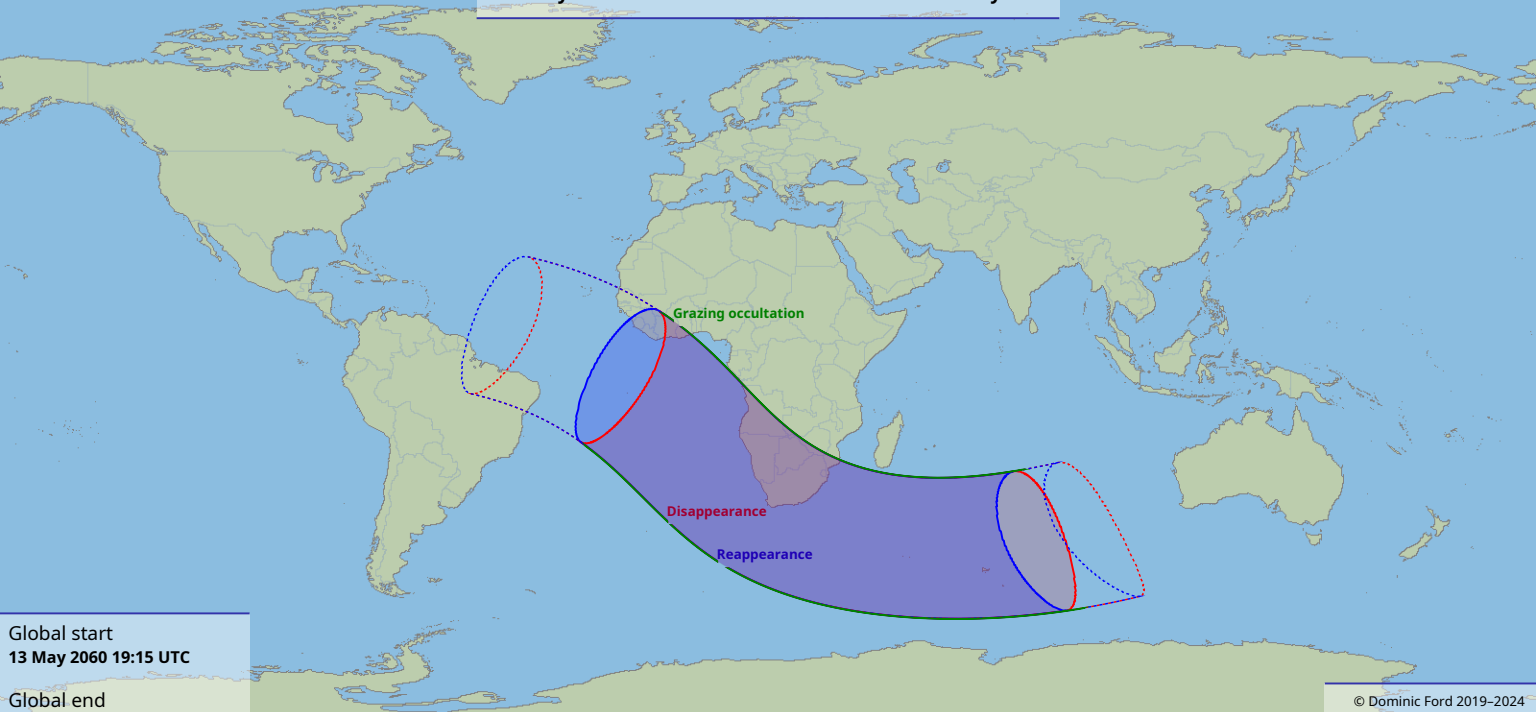 Grazing occultation
Disappearance
Reappearance
Global start
13 May 2060 19:15 UTC
Global end
© Dominic Ford 2019–2024